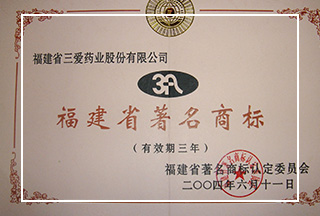 福建省三爱药业股份有限公司
3A
福建省著名商标
(有效期三年)
福建省著名商标认定委员会
二〇〇四年六月十一日